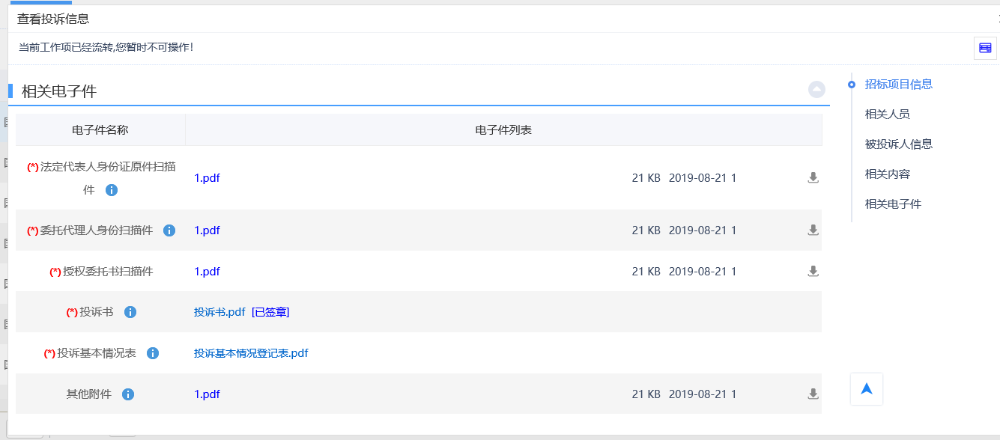 查看投诉信息
当前工作项已经流转,您暂时不可操作!
相关电子件
电子件名称 电子件列表
(*)法定代表人身份证原件扫描
件
1.pdf 21 KB 2019-08-21 1
(*)委托代理人身份扫描件 1.pdf 21 KB 2019-08-21 1
(*)授权委托书扫描件 1.pdf 21 KB 2019-08-21 1
(*)投诉书 投诉书.pdf [已签章]
(*)投诉基本情况表 投诉基本情况登记表.pdf
其他附件 1.pdf 21 KB 2019-08-21 1
招标项目信息
相关人员
被投诉人信息
相关内容
相关电子件